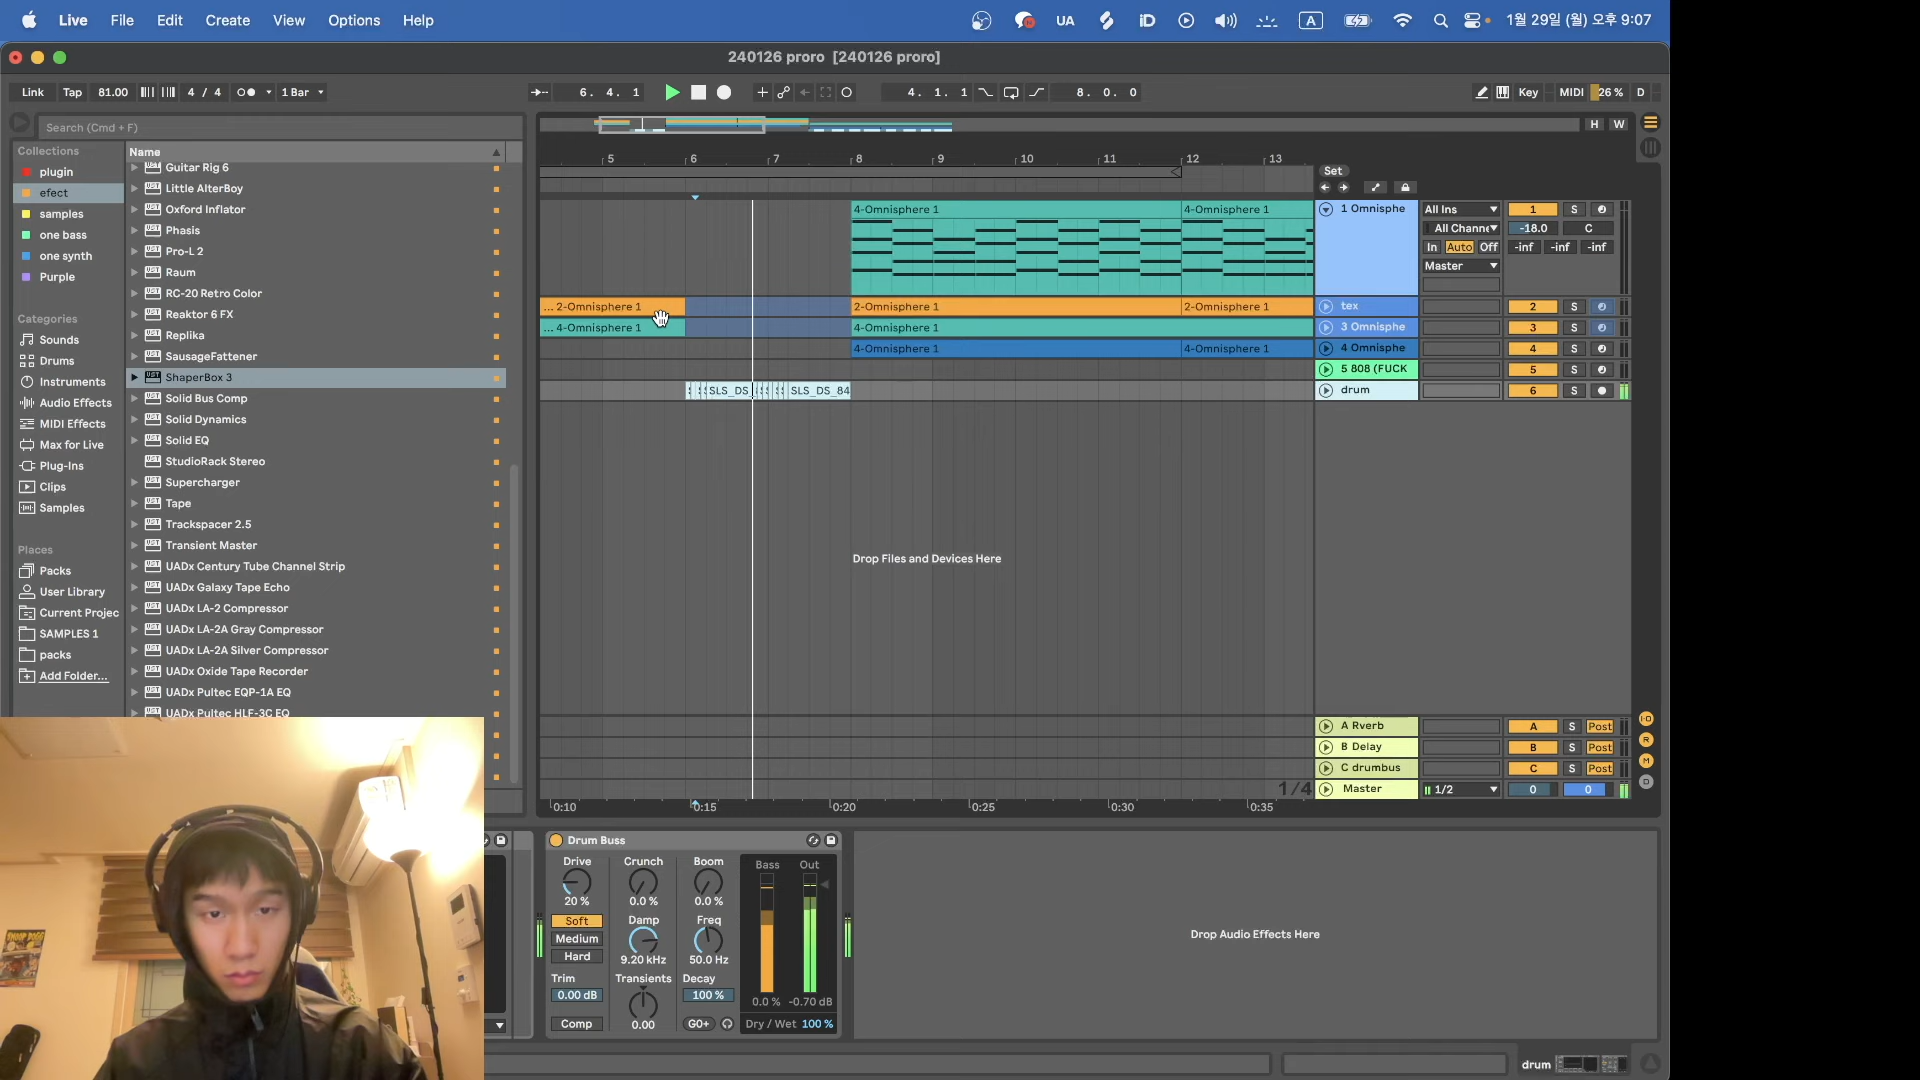 Live File Edit Create View Options Help UA iD A 1월 29일 (월) 오후 9:07
240126 proro [240126 proro]
Link Tap 81.00 4 / 4 1 Bar 6. 4. 1 4. 1. 1 8. 0. 0 Key MIDI 26 % D
Search (Cmd + F)
H W
Collections
plugin
efect
samples
one bass
one synth
Purple
Categories
Sounds
Drums
Instruments
Audio Effects
MIDI Effects
Max for Live
Plug-Ins
Clips
Samples
Places
Packs
User Library
Current Projec
SAMPLES 1
packs
Add Folder...
Name
Guitar Rig 6
Little AlterBoy
Oxford Inflator
Phasis
Pro-L 2
Raum
RC-20 Retro Color
Reaktor 6 FX
Replika
SausageFattener
ShaperBox 3
Solid Bus Comp
Solid Dynamics
Solid EQ
StudioRack Stereo
Supercharger
Tape
Trackspacer 2.5
Transient Master
UADx Century Tube Channel Strip
UADx Galaxy Tape Echo
UADx LA-2 Compressor
UADx LA-2A Gray Compressor
UADx LA-2A Silver Compressor
UADx Oxide Tape Recorder
UADx Pultec EQP-1A EQ
UADx Pultec HLF-3C EQ
5 6 7 8 9 10 11 12 13
Set
4-Omnisphere 1 4-Omnisphere 1
1 Omnisphe All Ins 1 S
All Channe -18.0 C
In Auto Off -inf -inf -inf
Master
... 2-Omnisphere 1 2-Omnisphere 1 2-Omnisphere 1 tex 2 S
... 4-Omnisphere 1 4-Omnisphere 1 3 Omnisphe 3 S
4-Omnisphere 1 4-Omnisphere 1 4 Omnisphe 4 S
5 808 (FUCK 5 S
SLS_DS_ SLS_DS_84 drum 6 S
Drop Files and Devices Here
A Rverb A S Post
B Delay B S Post
C drumbus C S Post
1/4 Master 1/2 0 0
0:10 0:15 0:20 0:25 0:30 0:35
I·O
R
M
D
Drum Buss
Drive Crunch Boom Bass Out
20 % 0.0 % 0.0 %
Soft Damp Freq
Medium
Hard 9.20 kHz 50.0 Hz
Trim Transients Decay
0.00 dB 100 % 0.0 % -0.70 dB
Comp 0.00 GO+ Dry / Wet 100 %
Drop Audio Effects Here
drum
SNOOP DOGG